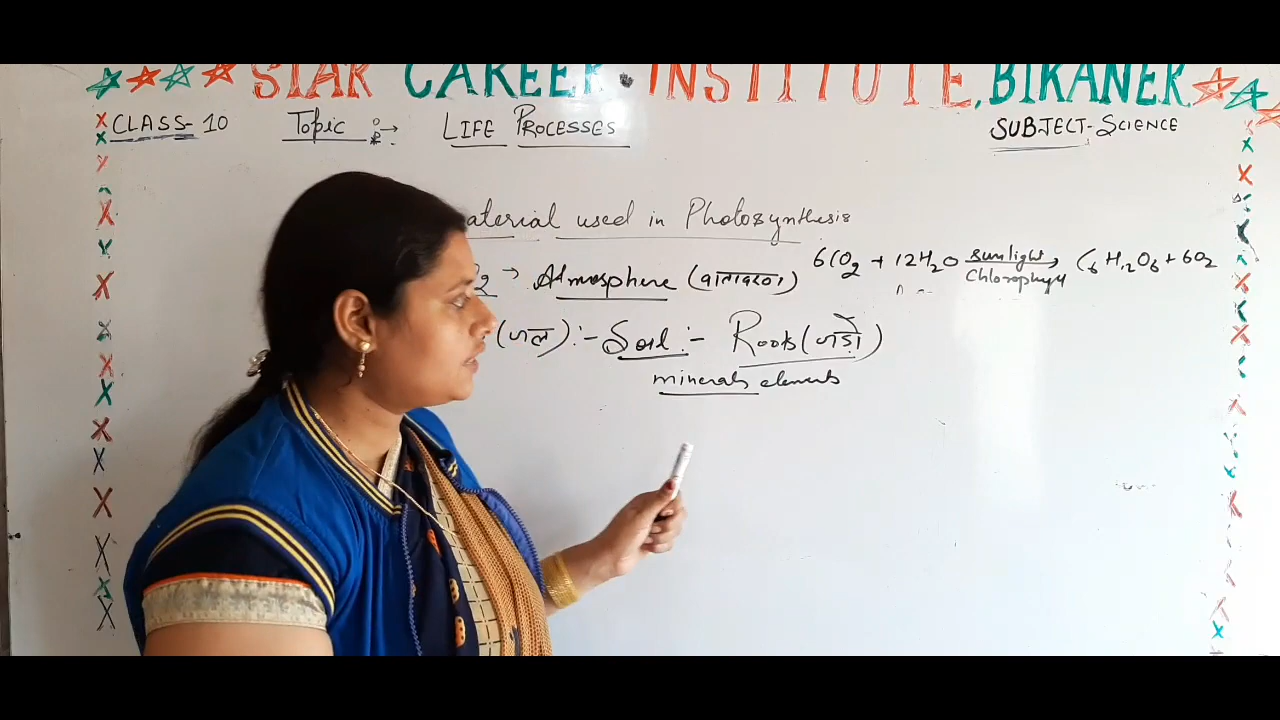 STAR CAREER INSTITUTE, BIKANER
CLASS-10 Topic :→ LIFE PROCESSES SUBJECT-SCIENCE
aterial used in Photosynthesis
2 → Atmosphere (वातावरण)
6CO2 + 12H2O sunlight Chlorophyll C6H12O6 + 6O2
(जल) :- Soil :- Roots (जड़ों)
minerals elements